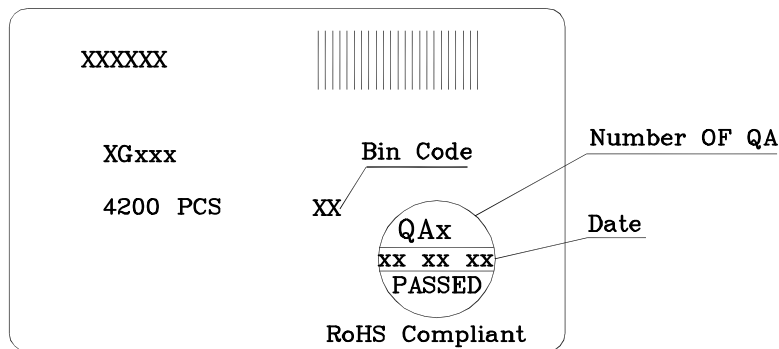 XXXXXX
XGxxx
Bin Code
Number OF QA
4200 PCS
XX
QAx
Date
xx xx xx
PASSED
RoHS Compliant